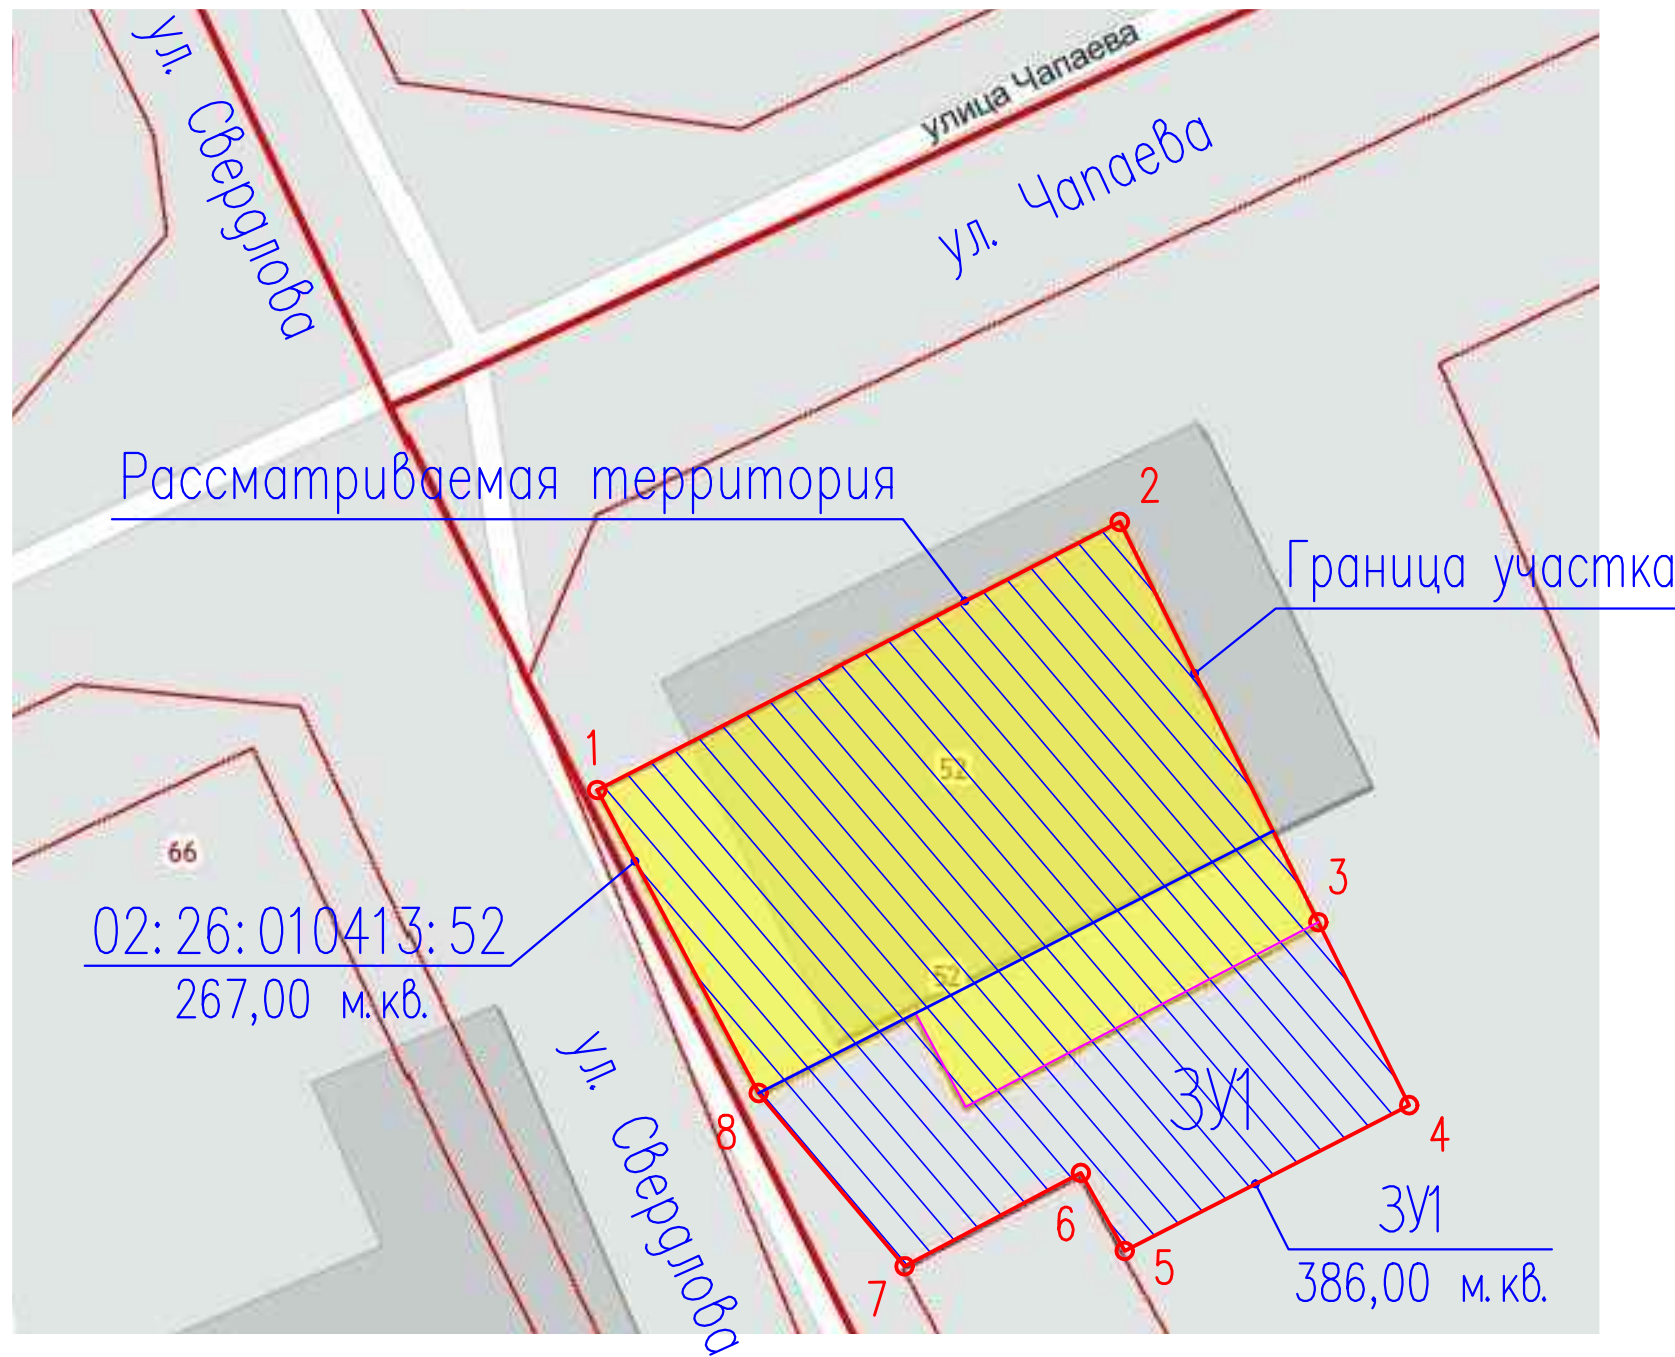 ул. Свердлова
улица Чапаева
ул. Чапаева
Рассматриваемая территория
2
Граница участка
1
52
66
3
02:26:010413:52
267,00 м.кв.
52
ул. Свердлова
8
ЗУ1
4
6
5
7
ЗУ1
386,00 м.кв.